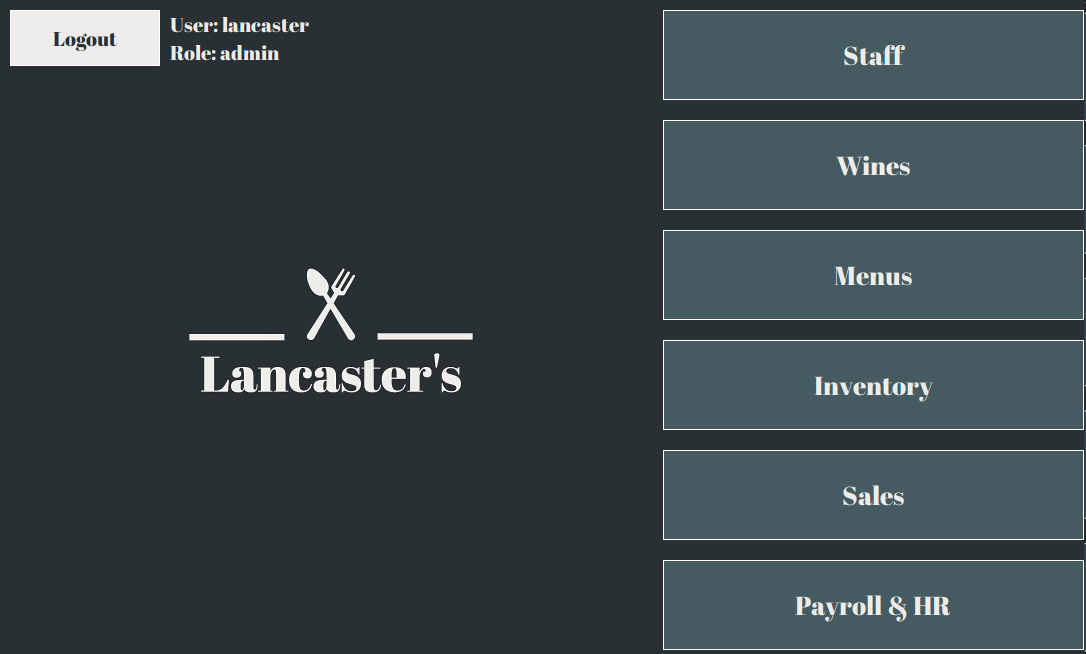 Logout
User: lancaster
Role: admin
Lancaster's
Staff
Wines
Menus
Inventory
Sales
Payroll & HR